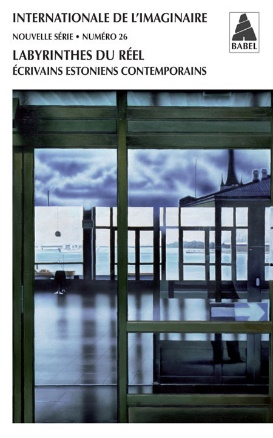 INTERNATIONALE DE L'IMAGINAIRE
NOUVELLE SÉRIE • NUMÉRO 26
LABYRINTHES DU RÉEL
ÉCRIVAINS ESTONIENS CONTEMPORAINS
BABEL